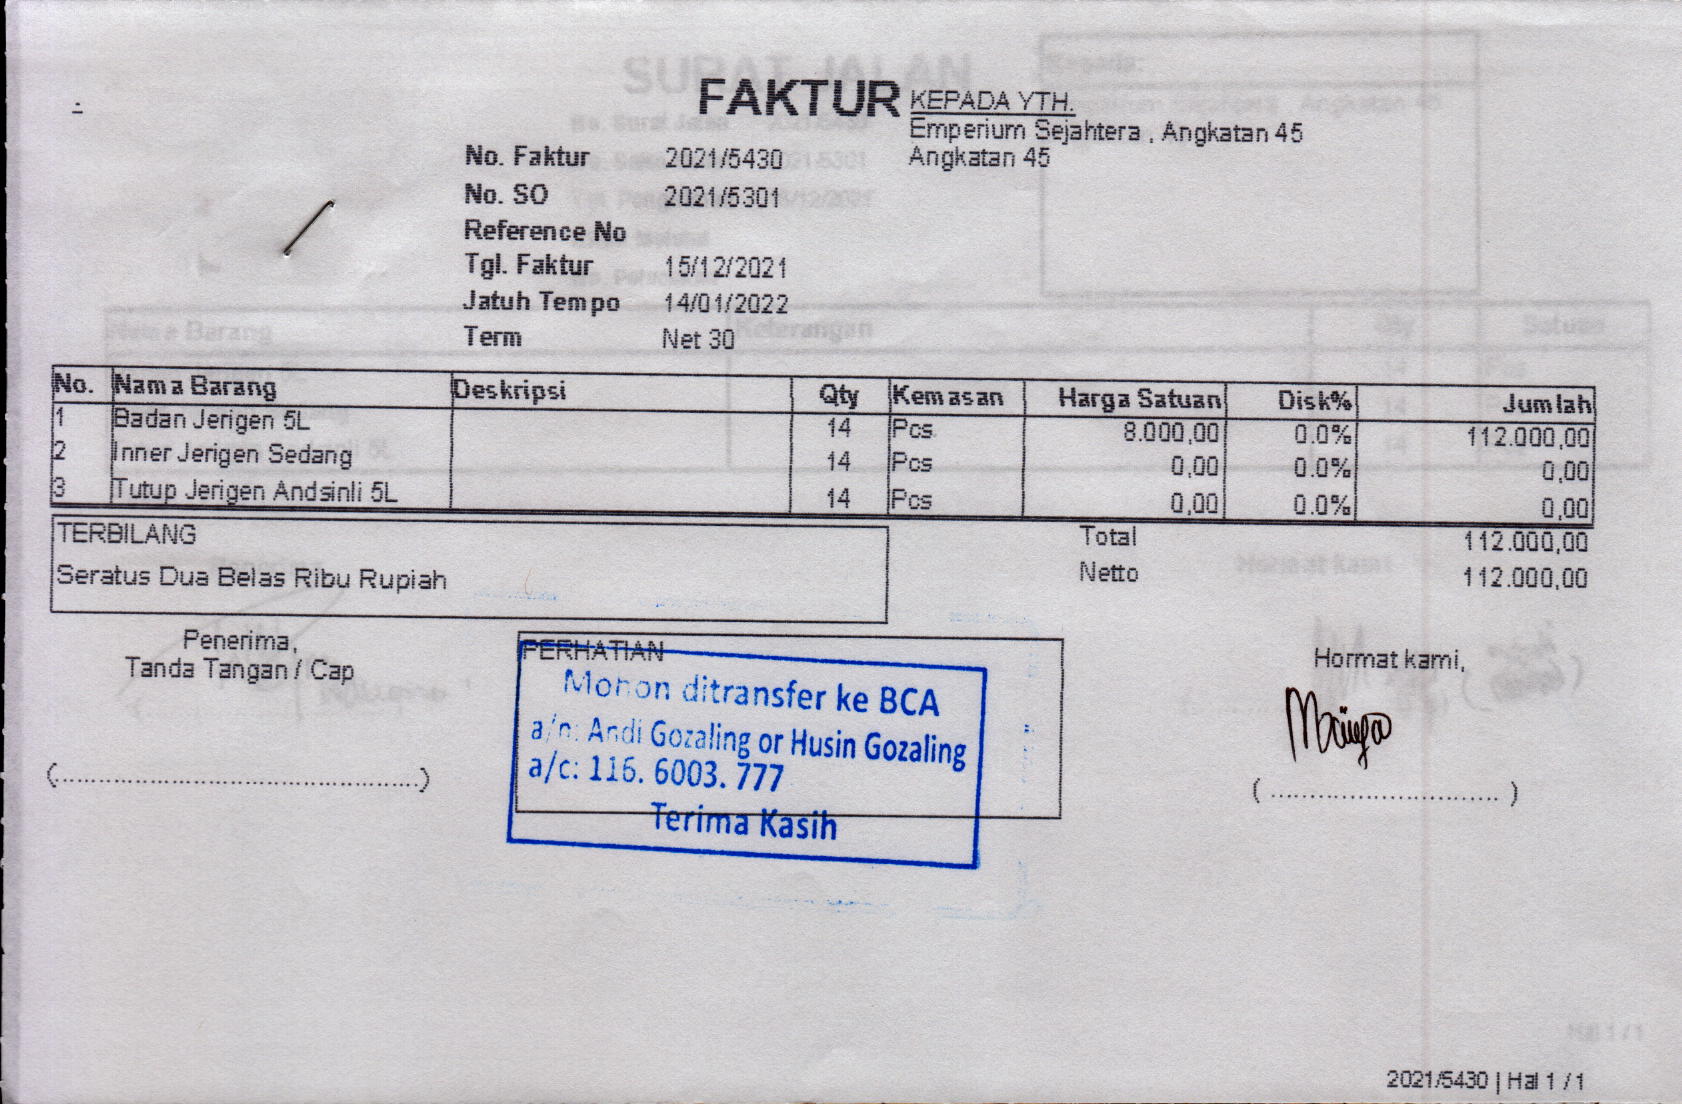 FAKTUR
KEPADA YTH.
Emperium Sejahtera , Angkatan 45
Angkatan 45
No. Faktur 2021/5430
No. SO 2021/5301
Reference No
Tgl. Faktur 15/12/2021
Jatuh Tempo 14/01/2022
Term Net 30
No. Nama Barang Deskripsi Qty Kemasan Harga Satuan Disk% Jumlah
1 Badan Jerigen 5L 14 Pcs 8.000,00 0.0% 112.000,00
2 Inner Jerigen Sedang 14 Pcs 0,00 0.0% 0,00
3 Tutup Jerigen Andsinli 5L 14 Pcs 0,00 0.0% 0,00
TERBILANG
Seratus Dua Belas Ribu Rupiah
Total 112.000,00
Netto 112.000,00
Penerima,
Tanda Tangan / Cap
(........................................)
PERHATIAN
Mohon ditransfer ke BCA
a/n: Andi Gozaling or Husin Gozaling
a/c: 116. 6003. 777
Terima Kasih
Hormat kami,
( ............................ )
2021/5430 | Hal 1 / 1